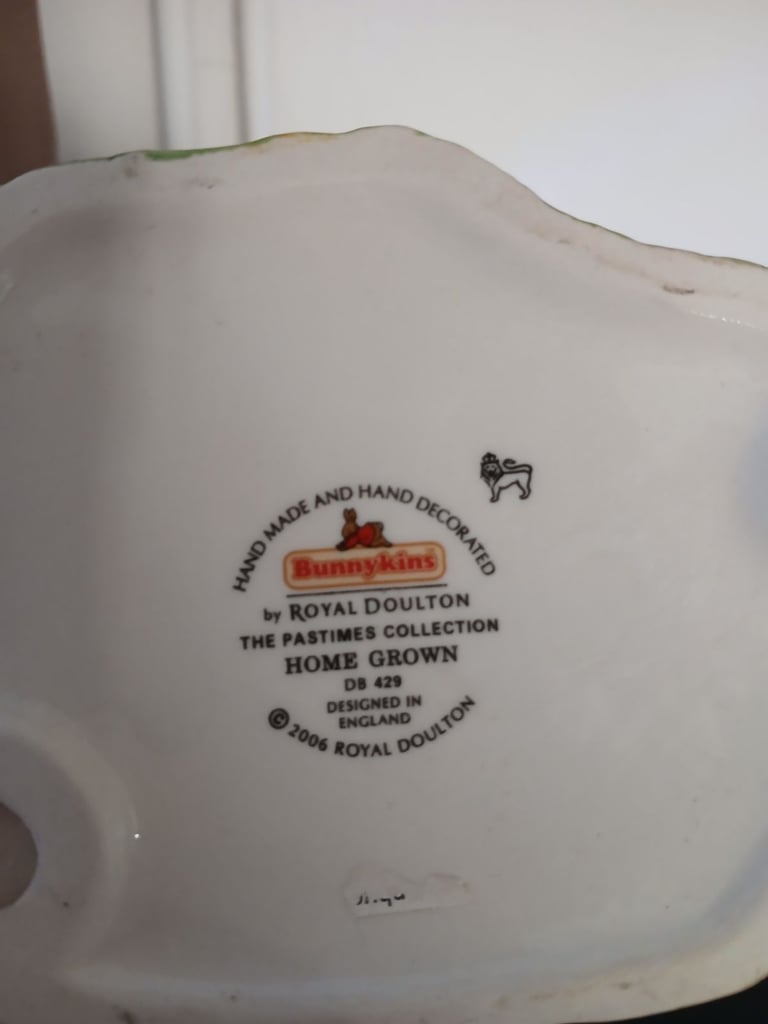 HAND MADE AND HAND DECORATED
Bunnykins
by ROYAL DOULTON
THE PASTIMES COLLECTION
HOME GROWN
DB 429
DESIGNED IN
ENGLAND
© 2006 ROYAL DOULTON